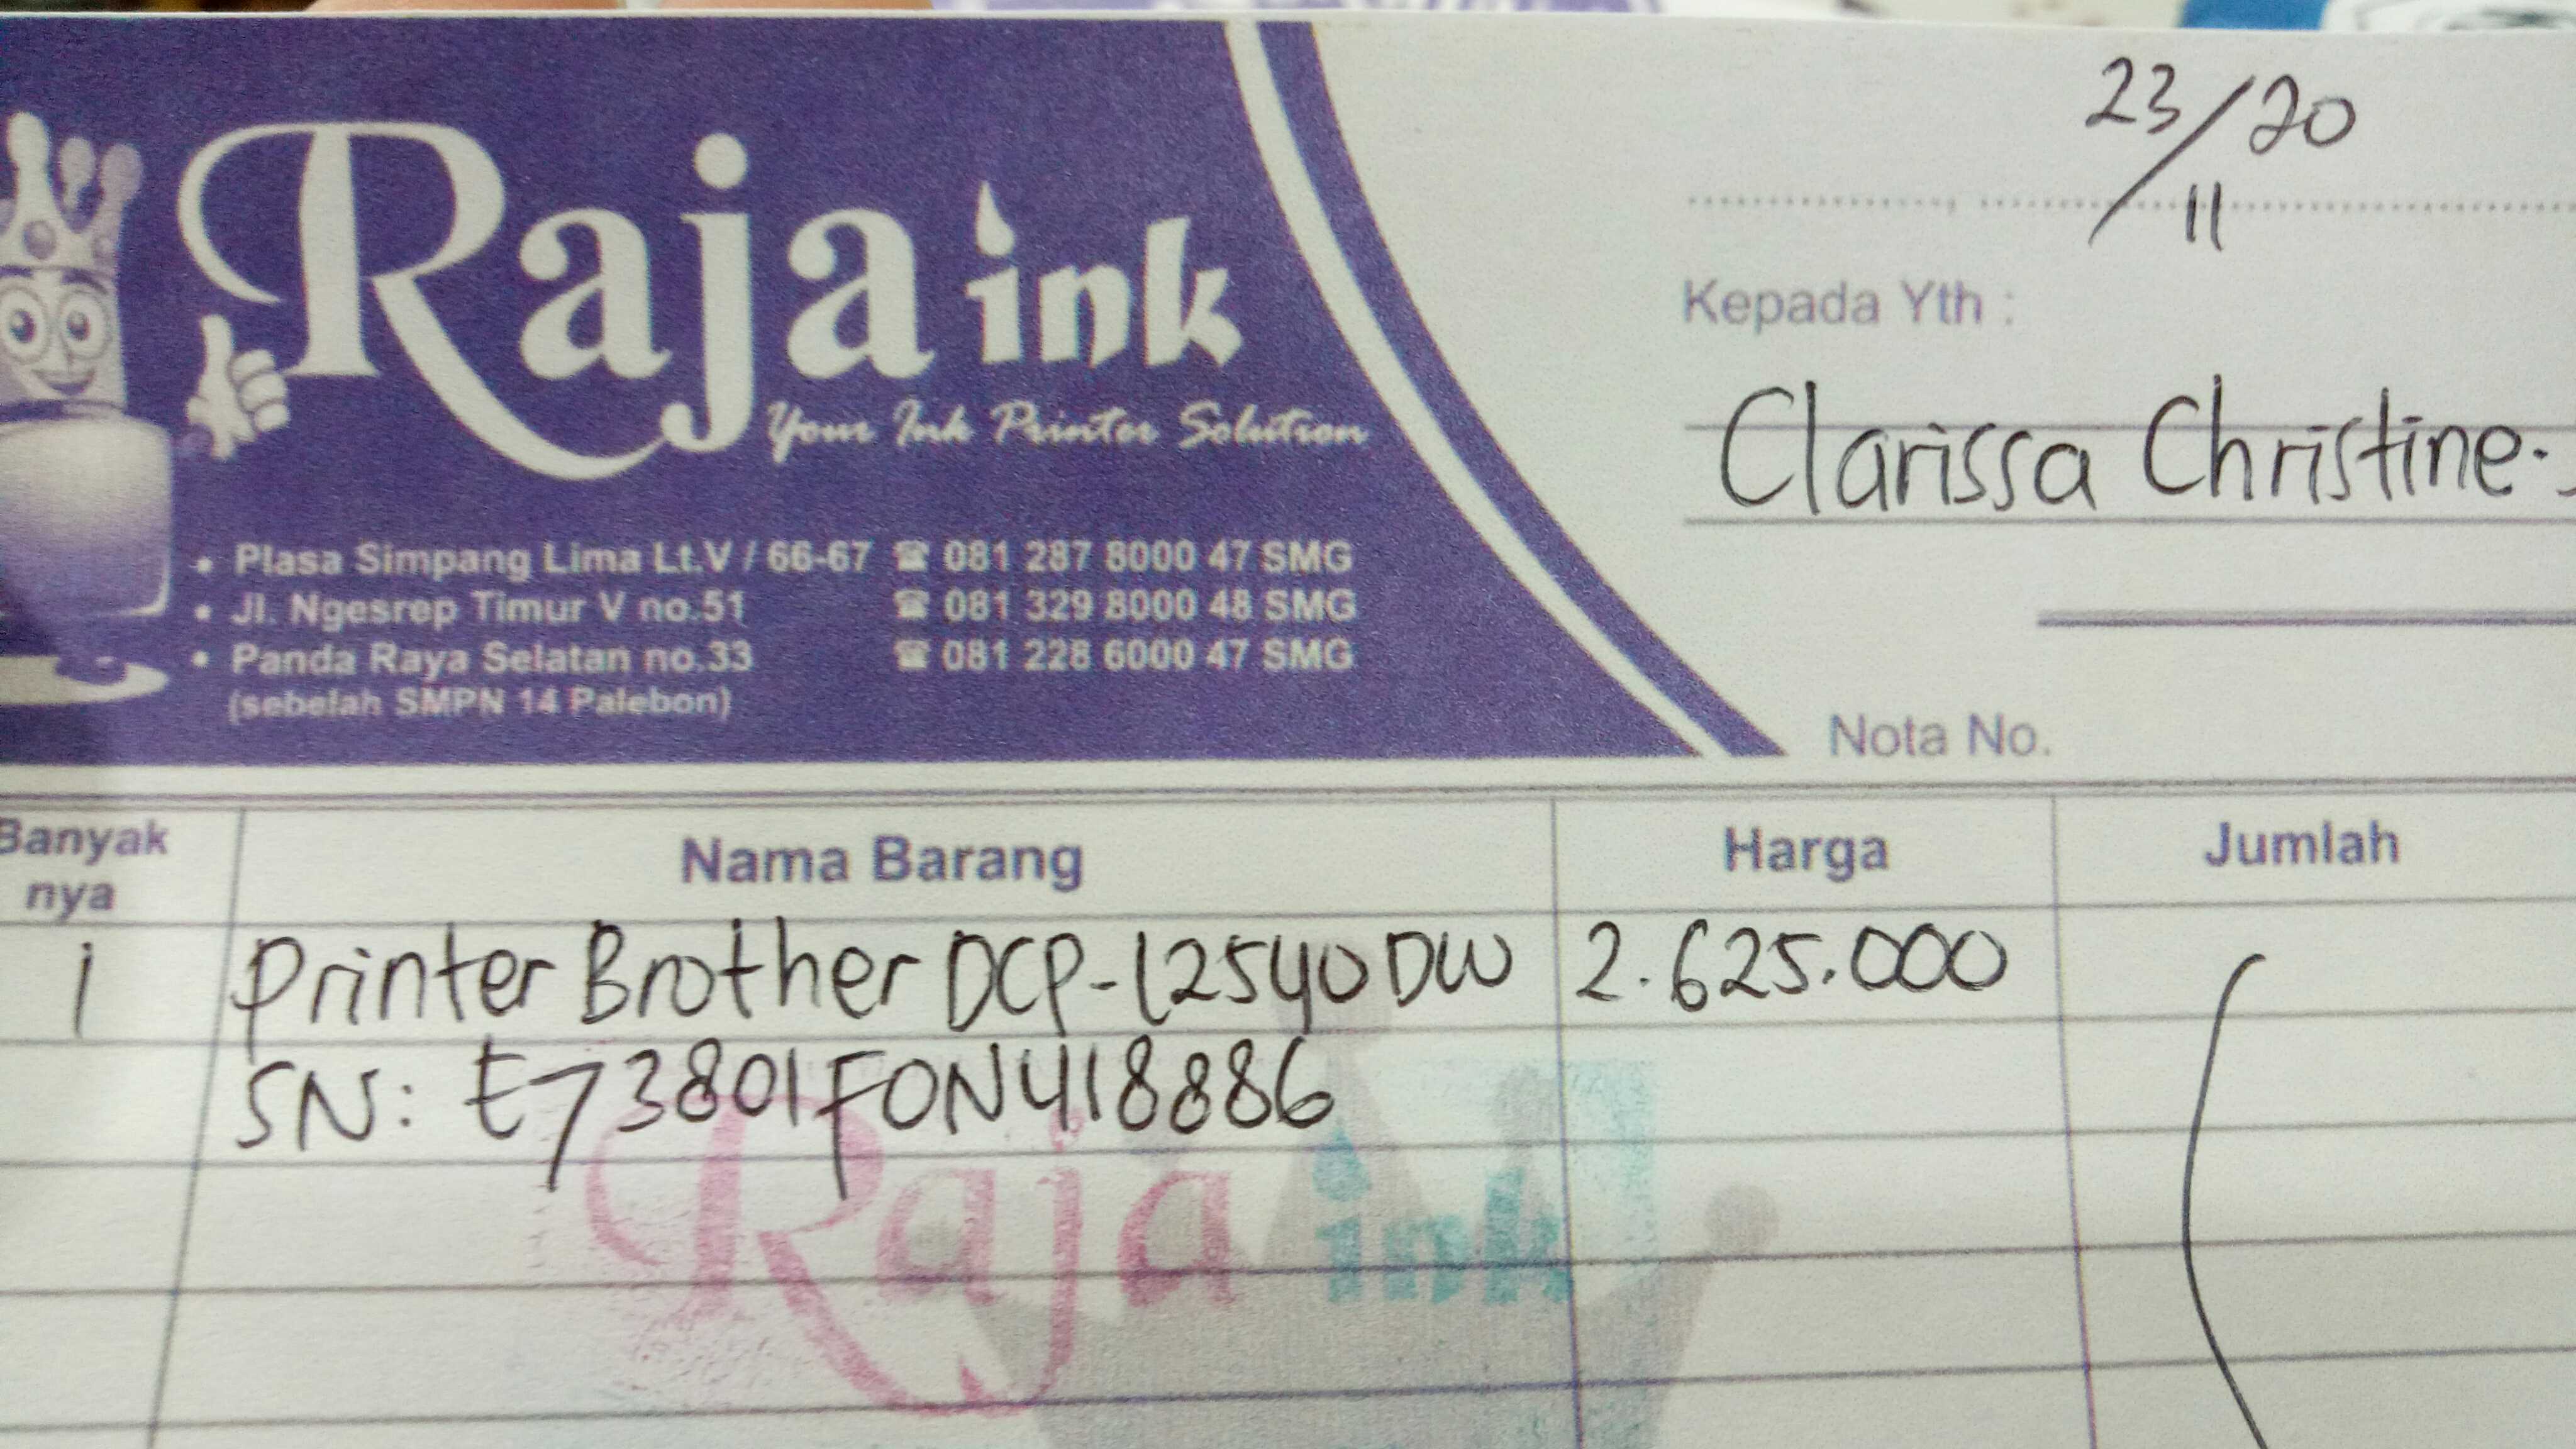 23/11 20
Kepada Yth :
Clarissa Christine.
Raja ink
Your Ink Printer Solution
• Plasa Simpang Lima Lt.V / 66-67 ☎ 081 287 8000 47 SMG
• Jl. Ngesrep Timur V no.51 ☎ 081 329 8000 48 SMG
• Panda Raya Selatan no.33 ☎ 081 228 6000 47 SMG
(sebelah SMPN 14 Palebon)
Nota No.
Banyak nya Nama Barang Harga Jumlah
1 Printer Brother DCP-L2540DW 2.625.000
SN: E73801F0N418886
Raja ink